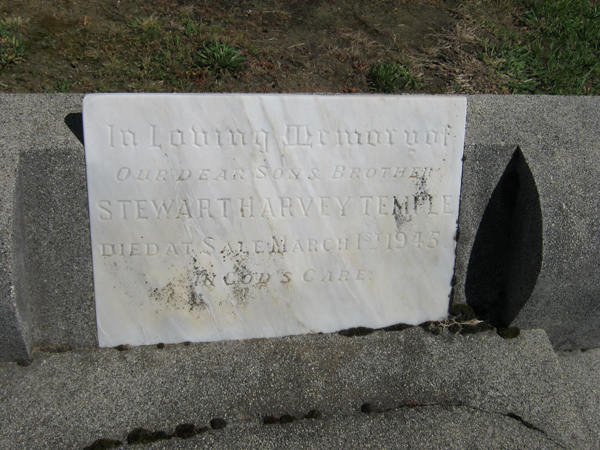 In Loving Memory of
OUR DEAR SON & BROTHER
STEWART HARVEY TEMPLE
DIED AT SALE MARCH 1ST 1945
IN GOD'S CARE.